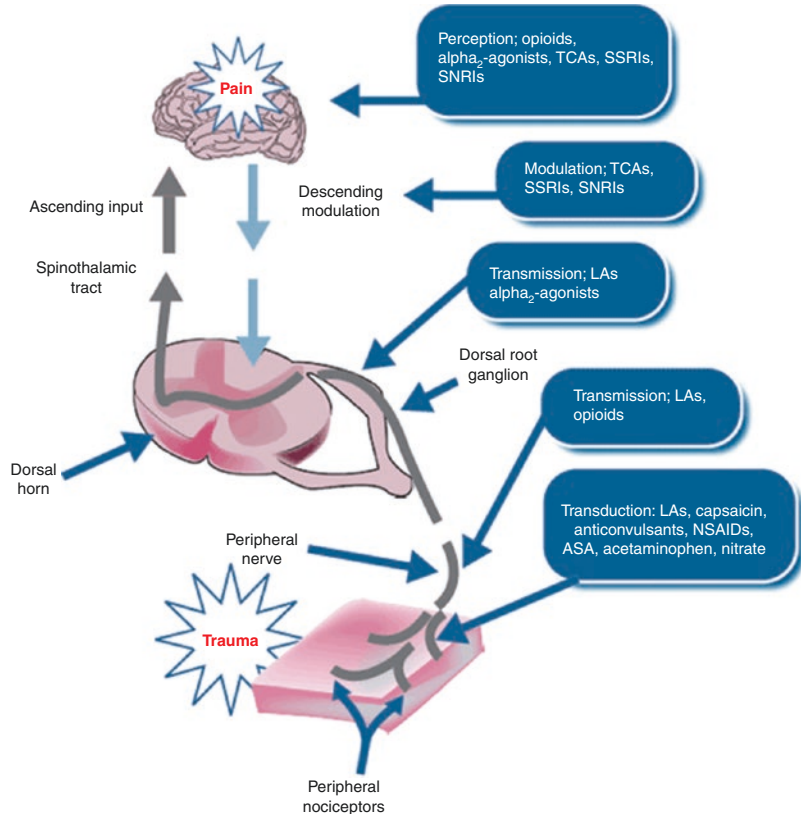 Perception; opioids,
alpha₂-agonists, TCAs, SSRIs,
SNRIs
Pain
Modulation; TCAs,
SSRIs, SNRIs
Descending
modulation
Ascending input
Spinothalamic
tract
Transmission; LAs
alpha₂-agonists
Dorsal root
ganglion
Transmission; LAs,
opioids
Dorsal
horn
Transduction: LAs, capsaicin,
anticonvulsants, NSAIDs,
ASA, acetaminophen, nitrate
Peripheral
nerve
Trauma
Peripheral
nociceptors